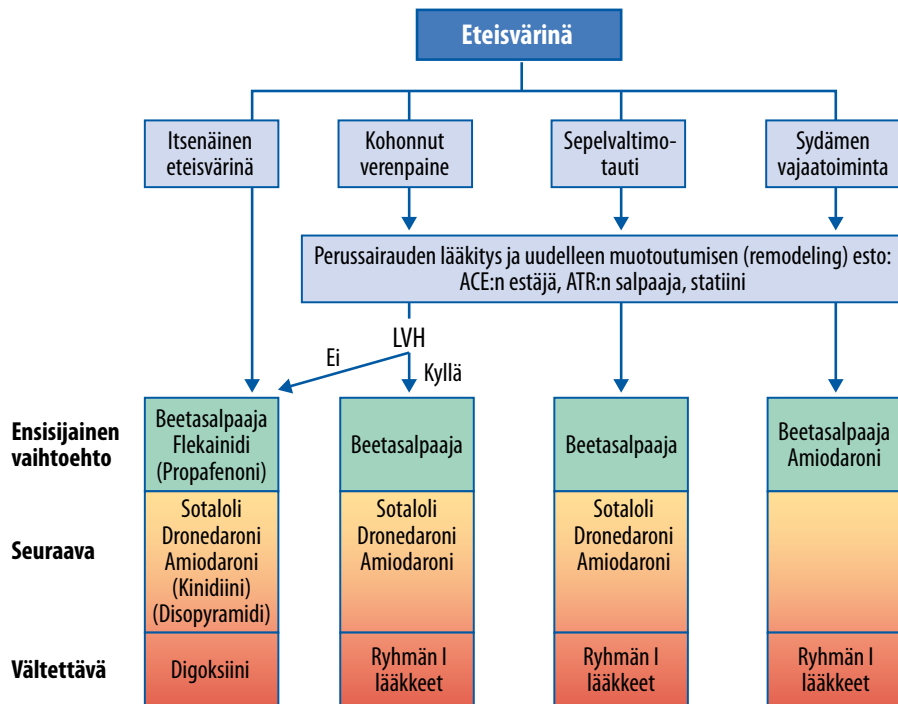 Eteisvärinä
Itsenäinen
eteisvärinä
Kohonnut
verenpaine
Sepelvaltimo-
tauti
Sydämen
vajaatoiminta
Perussairauden lääkitys ja uudelleen muotoutumisen (remodeling) esto:
ACE:n estäjä, ATR:n salpaaja, statiini
LVH
Ei
Kyllä
Ensisijainen
vaihtoehto
Beetasalpaaja
Flekainidi
(Propafenoni)
Beetasalpaaja
Beetasalpaaja
Beetasalpaaja
Amiodaroni
Seuraava
Sotaloli
Dronedaroni
Amiodaroni
(Kinidiini)
(Disopyramidi)
Sotaloli
Dronedaroni
Amiodaroni
Sotaloli
Dronedaroni
Amiodaroni
Vältettävä
Digoksiini
Ryhmän I
lääkkeet
Ryhmän I
lääkkeet
Ryhmän I
lääkkeet